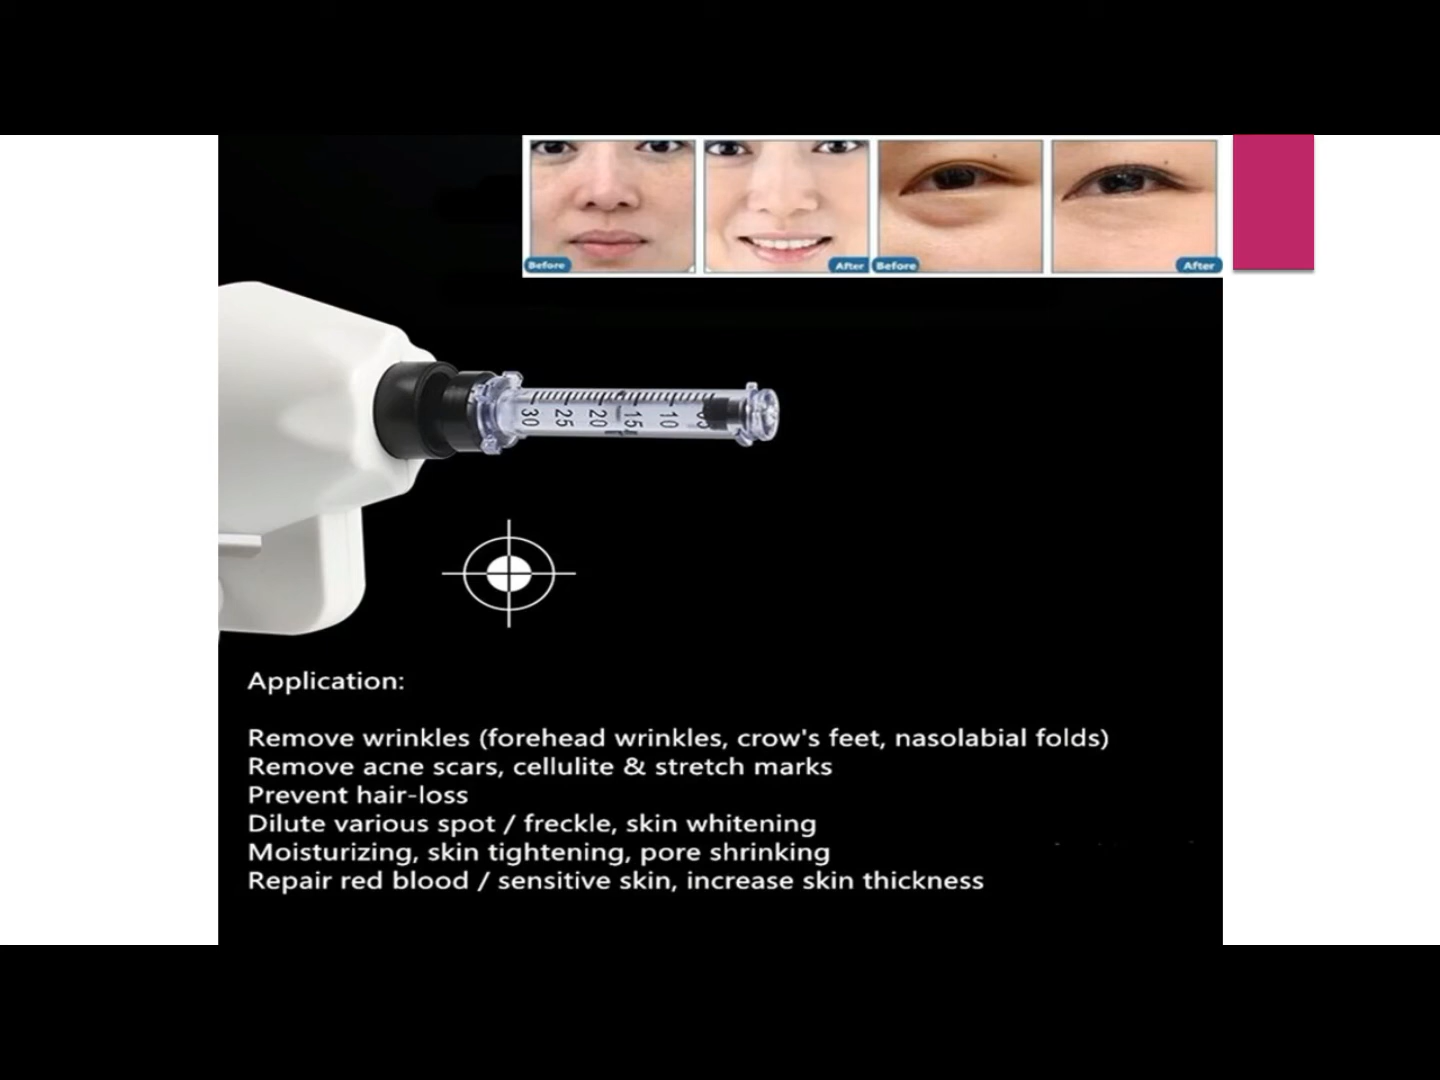 Before
After
Before
After
30 25 20 15 10 05
Application:
Remove wrinkles (forehead wrinkles, crow's feet, nasolabial folds)
Remove acne scars, cellulite & stretch marks
Prevent hair-loss
Dilute various spot / freckle, skin whitening
Moisturizing, skin tightening, pore shrinking
Repair red blood / sensitive skin, increase skin thickness